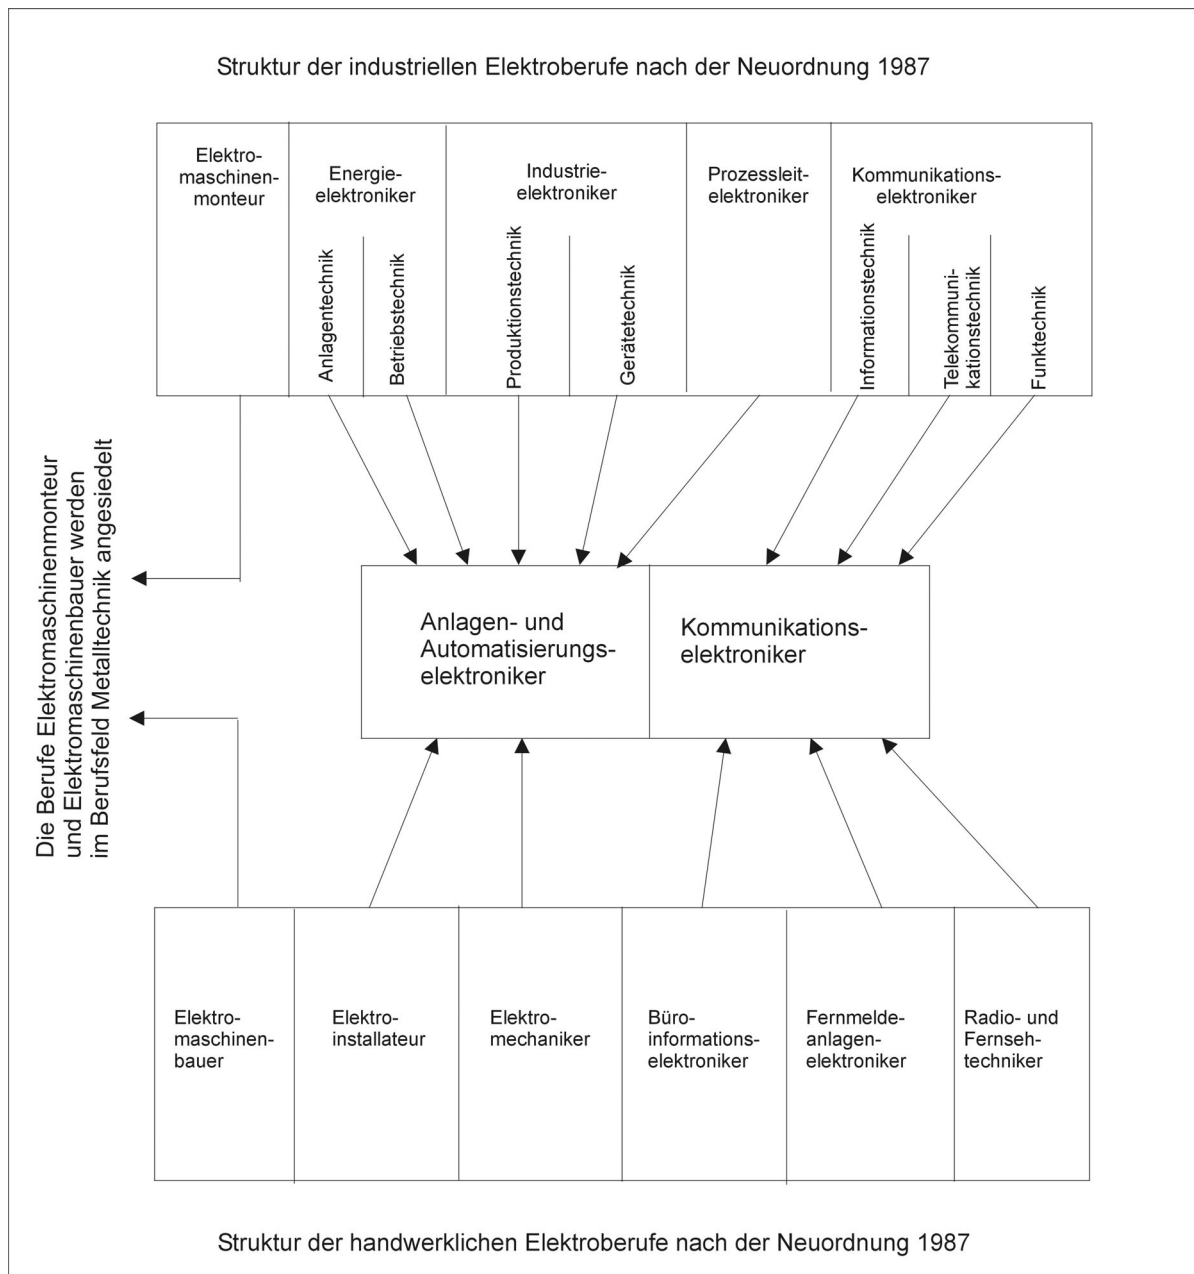 Struktur der industriellen Elektroberufe nach der Neuordnung 1987
Elektro-
maschinen-
monteur
Energie-
elektroniker
Industrie-
elektroniker
Prozessleit-
elektroniker
Kommunikations-
elektroniker
Anlagentechnik
Betriebstechnik
Produktionstechnik
Gerätetechnik
Informationstechnik
Telekommuni-
kationstechnik
Funktechnik
Die Berufe Elektromaschinenmonteur
und Elektromaschinenbauer werden
im Berufsfeld Metalltechnik angesiedelt
Anlagen- und
Automatisierungs-
elektroniker
Kommunikations-
elektroniker
Elektro-
maschinen-
bauer
Elektro-
installateur
Elektro-
mechaniker
Büro-
informations-
elektroniker
Fernmelde-
anlagen-
elektroniker
Radio- und
Fernseh-
techniker
Struktur der handwerklichen Elektroberufe nach der Neuordnung 1987